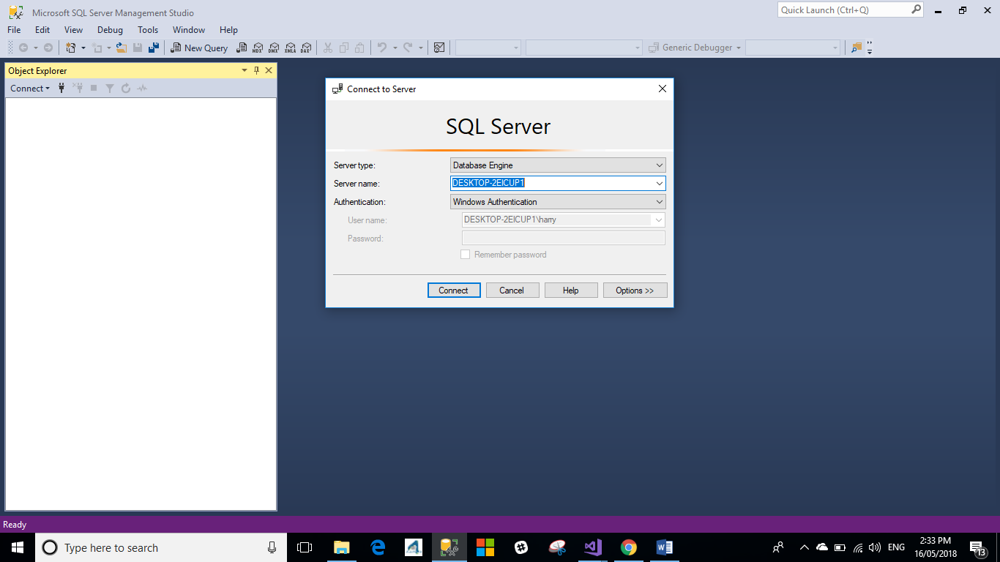 Microsoft SQL Server Management Studio
Quick Launch (Ctrl+Q)
File Edit View Debug Tools Window Help
New Query MDX DMX XMLA DAX Generic Debugger
Object Explorer
Connect
Connect to Server
SQL Server
Server type: Database Engine
Server name: DESKTOP-2EICUP1
Authentication: Windows Authentication
User name: DESKTOP-2EICUP1\harry
Password:
Remember password
Connect Cancel Help Options >>
Ready
Type here to search
ENG
2:33 PM
16/05/2018
13